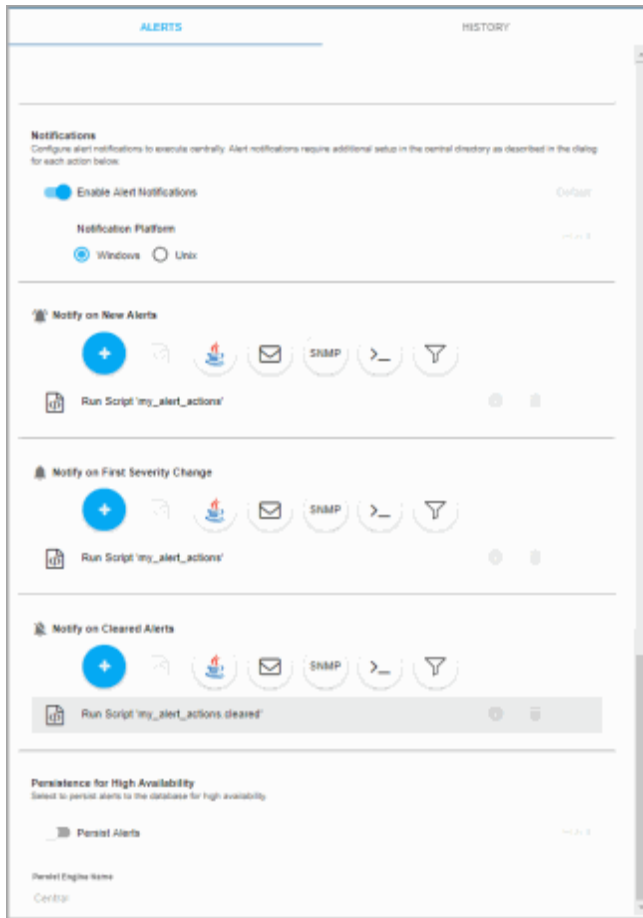 ALERTS HISTORY
Notifications
Configure alert notifications to execute centrally. Alert notifications require additional setup in the central directory as described in the dialog
for each action below.
Enable Alert Notifications Default
Notification Platform
Windows Unix
Notify on New Alerts
+ SNMP >_
Run Script 'my_alert_actions'
Notify on First Severity Change
+ SNMP >_
Run Script 'my_alert_actions'
Notify on Cleared Alerts
+ SNMP >_
Run Script 'my_alert_actions.cleared'
Persistence for High Availability
Select to persist alerts to the database for high availability
Persist Alerts
Persist Engine Name
Central